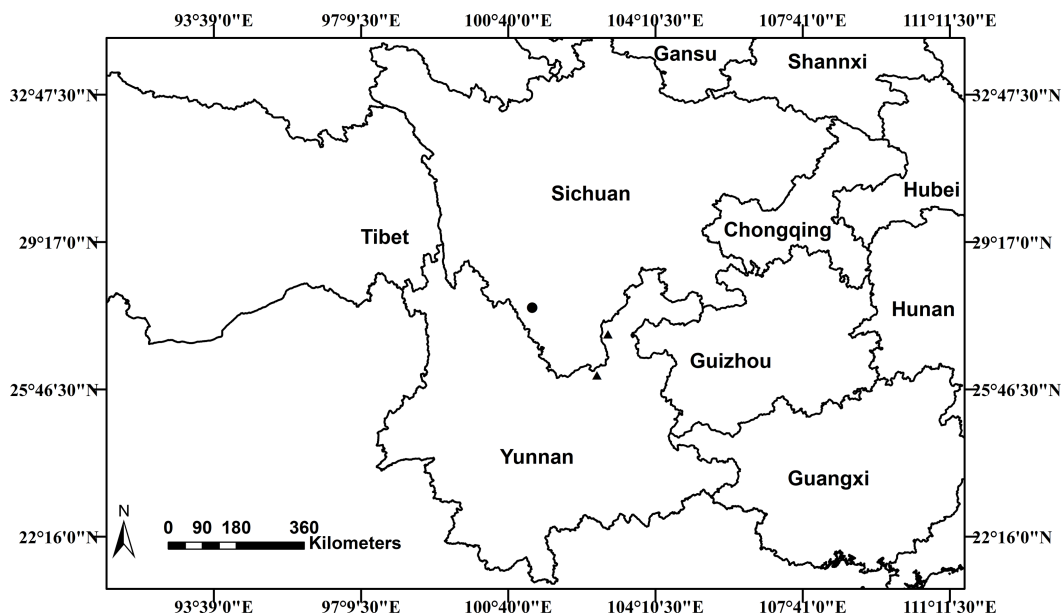 93°39'0"E 97°9'30"E 100°40'0"E 104°10'30"E 107°41'0"E 111°11'30"E
Gansu
Shannxi
32°47'30"N 32°47'30"N
Sichuan
Hubei
Chongqing
Tibet
29°17'0"N 29°17'0"N
Hunan
Guizhou
25°46'30"N 25°46'30"N
Yunnan
Guangxi
N
0 90 180 360
Kilometers
22°16'0"N 22°16'0"N
93°39'0"E 97°9'30"E 100°40'0"E 104°10'30"E 107°41'0"E 111°11'30"E